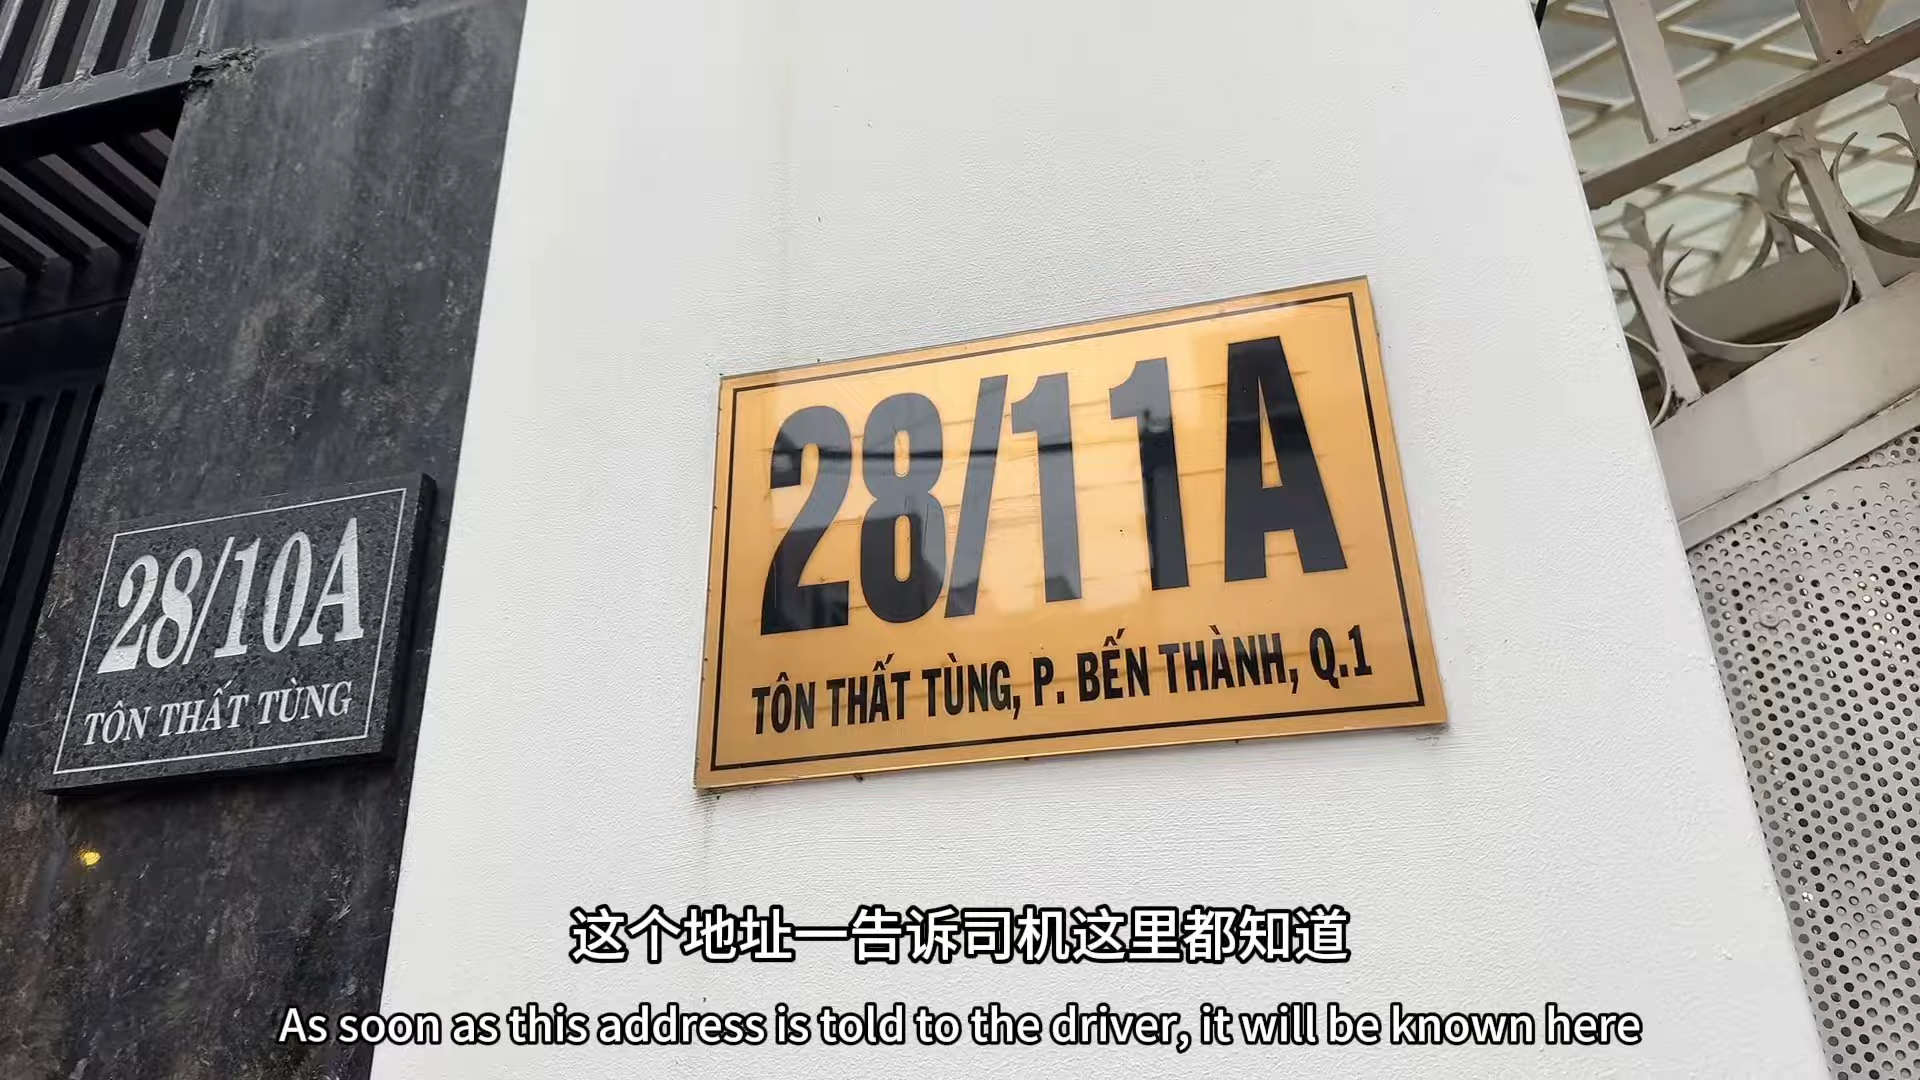 28/10A
TÔN THẤT TÙNG
28/11A
TÔN THẤT TÙNG, P. BẾN THÀNH, Q.1
这个地址一告诉司机这里都知道
As soon as this address is told to the driver, it will be known here